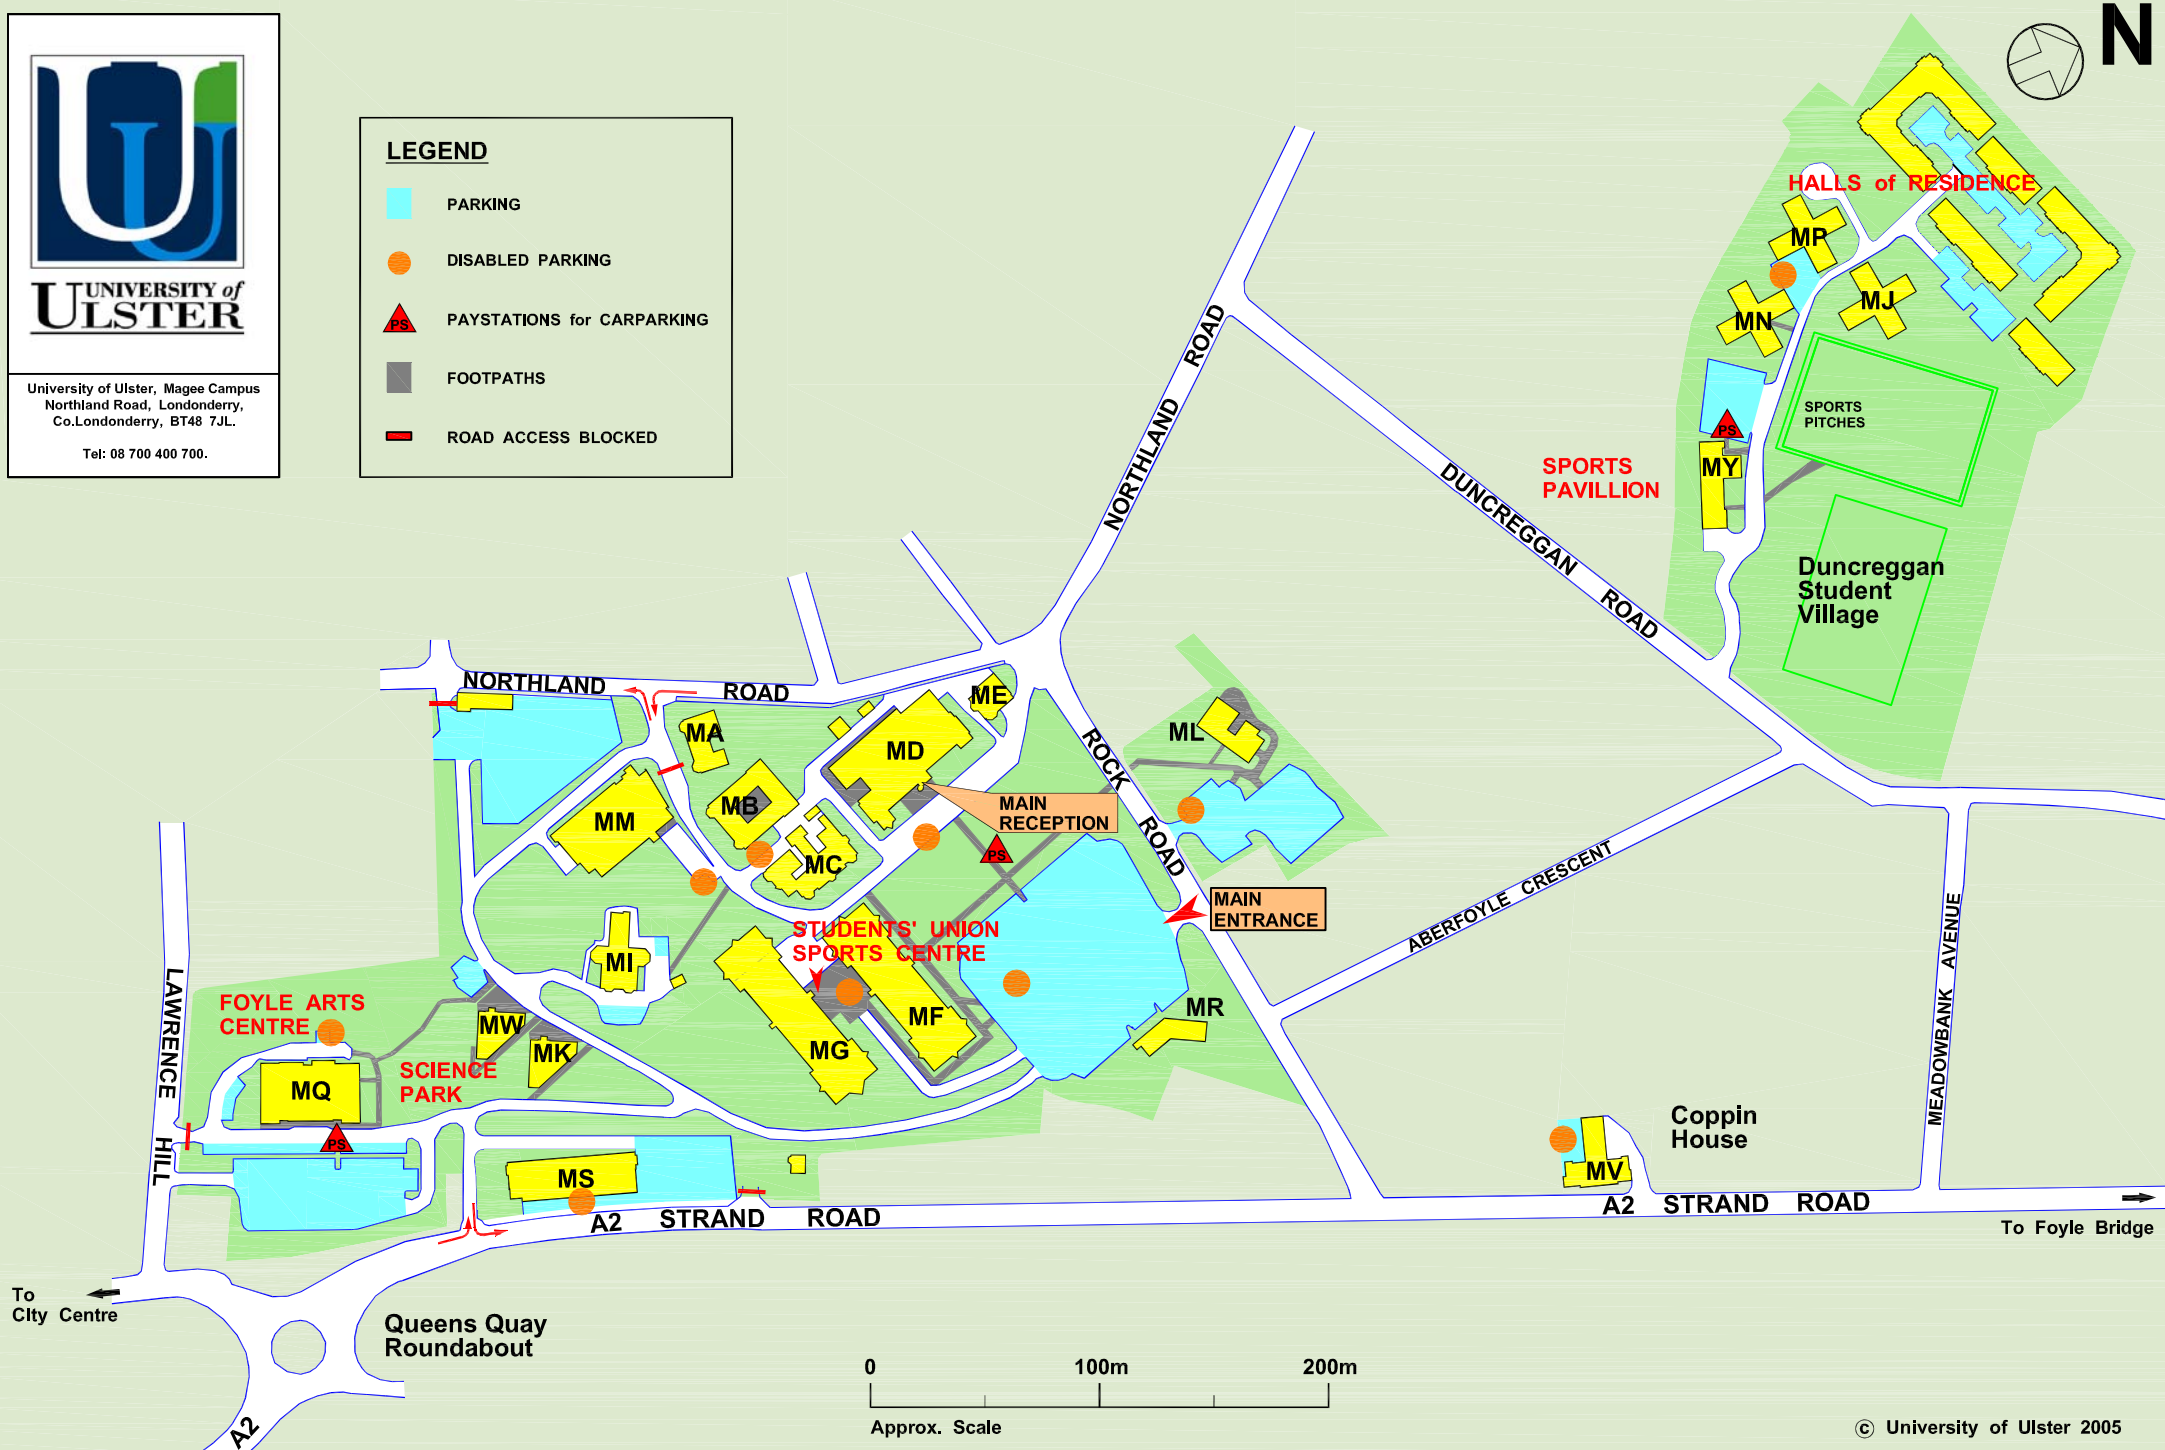 UNIVERSITY of
ULSTER
University of Ulster, Magee Campus
Northland Road, Londonderry,
Co.Londonderry, BT48 7JL.
Tel: 08 700 400 700.
LEGEND
PARKING
DISABLED PARKING
PS
PAYSTATIONS for CARPARKING
FOOTPATHS
ROAD ACCESS BLOCKED
N
HALLS of RESIDENCE
MP
MJ
MN
SPORTS
PITCHES
PS
MY
SPORTS
PAVILLION
Duncreggan
Student
Village
NORTHLAND ROAD
DUNCREGGAN ROAD
NORTHLAND ROAD
ME
MA
MD
ML
ROCK ROAD
MB
MM
MC
MAIN
RECEPTION
PS
MAIN
ENTRANCE
ABERFOYLE CRESCENT
MEADOWBANK AVENUE
STUDENTS' UNION
SPORTS CENTRE
MI
MF
MG
MR
LAWRENCE HILL
FOYLE ARTS
CENTRE
MW
MK
SCIENCE
PARK
MQ
PS
MS
Coppin
House
MV
A2 STRAND ROAD
A2 STRAND ROAD
To Foyle Bridge
To
CIty Centre
Queens Quay
Roundabout
A2
0 100m 200m
Approx. Scale
© University of Ulster 2005